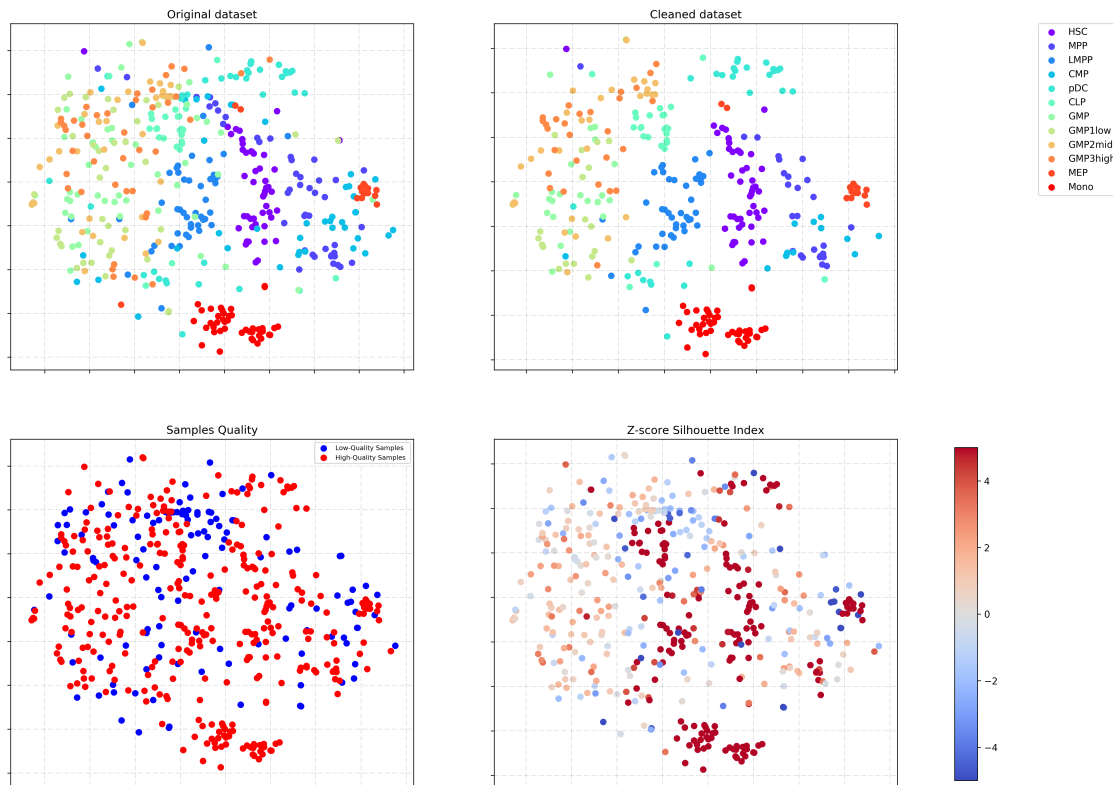 Original dataset
Cleaned dataset
HSC
MPP
LMPP
CMP
pDC
CLP
GMP
GMP1low
GMP2mid
GMP3high
MEP
Mono
Samples Quality
Low-Quality Samples
High-Quality Samples
Z-score Silhouette Index
4
2
0
−2
−4